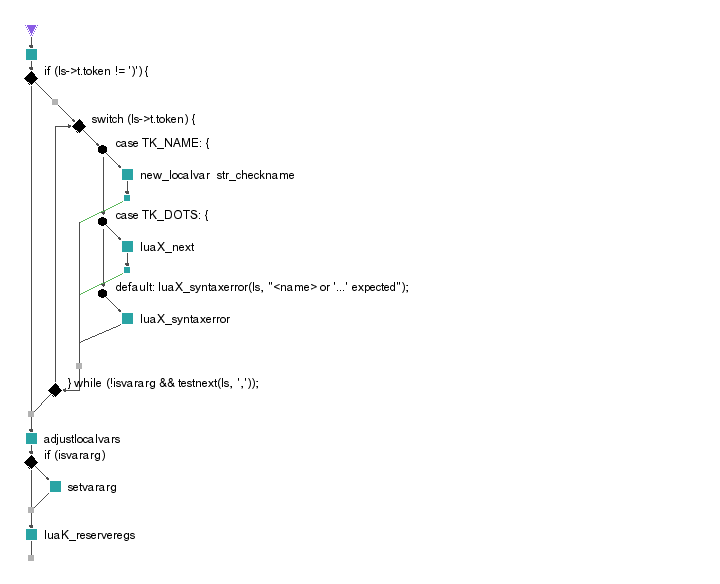 if (ls->t.token != ')') {
switch (ls->t.token) {
case TK_NAME: {
new_localvar  str_checkname
case TK_DOTS: {
luaX_next
default: luaX_syntaxerror(ls, "<name> or '...' expected");
luaX_syntaxerror
} while (!isvararg && testnext(ls, ','));
adjustlocalvars
if (isvararg)
setvararg
luaK_reserveregs